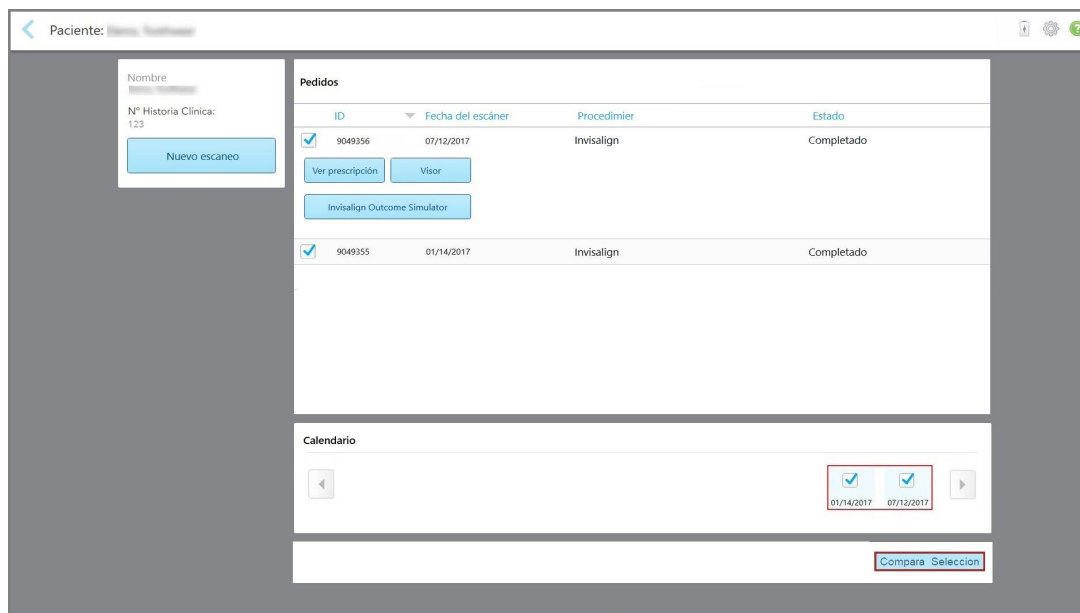 Paciente:
Nombre
Nº Historia Clínica:
123
Nuevo escaneo
Pedidos
ID Fecha del escáner Procedimier Estado
9049356 07/12/2017 Invisalign Completado
Ver prescripción Visor
Invisalign Outcome Simulator
9049355 01/14/2017 Invisalign Completado
Calendario
01/14/2017 07/12/2017
Compara Seleccion